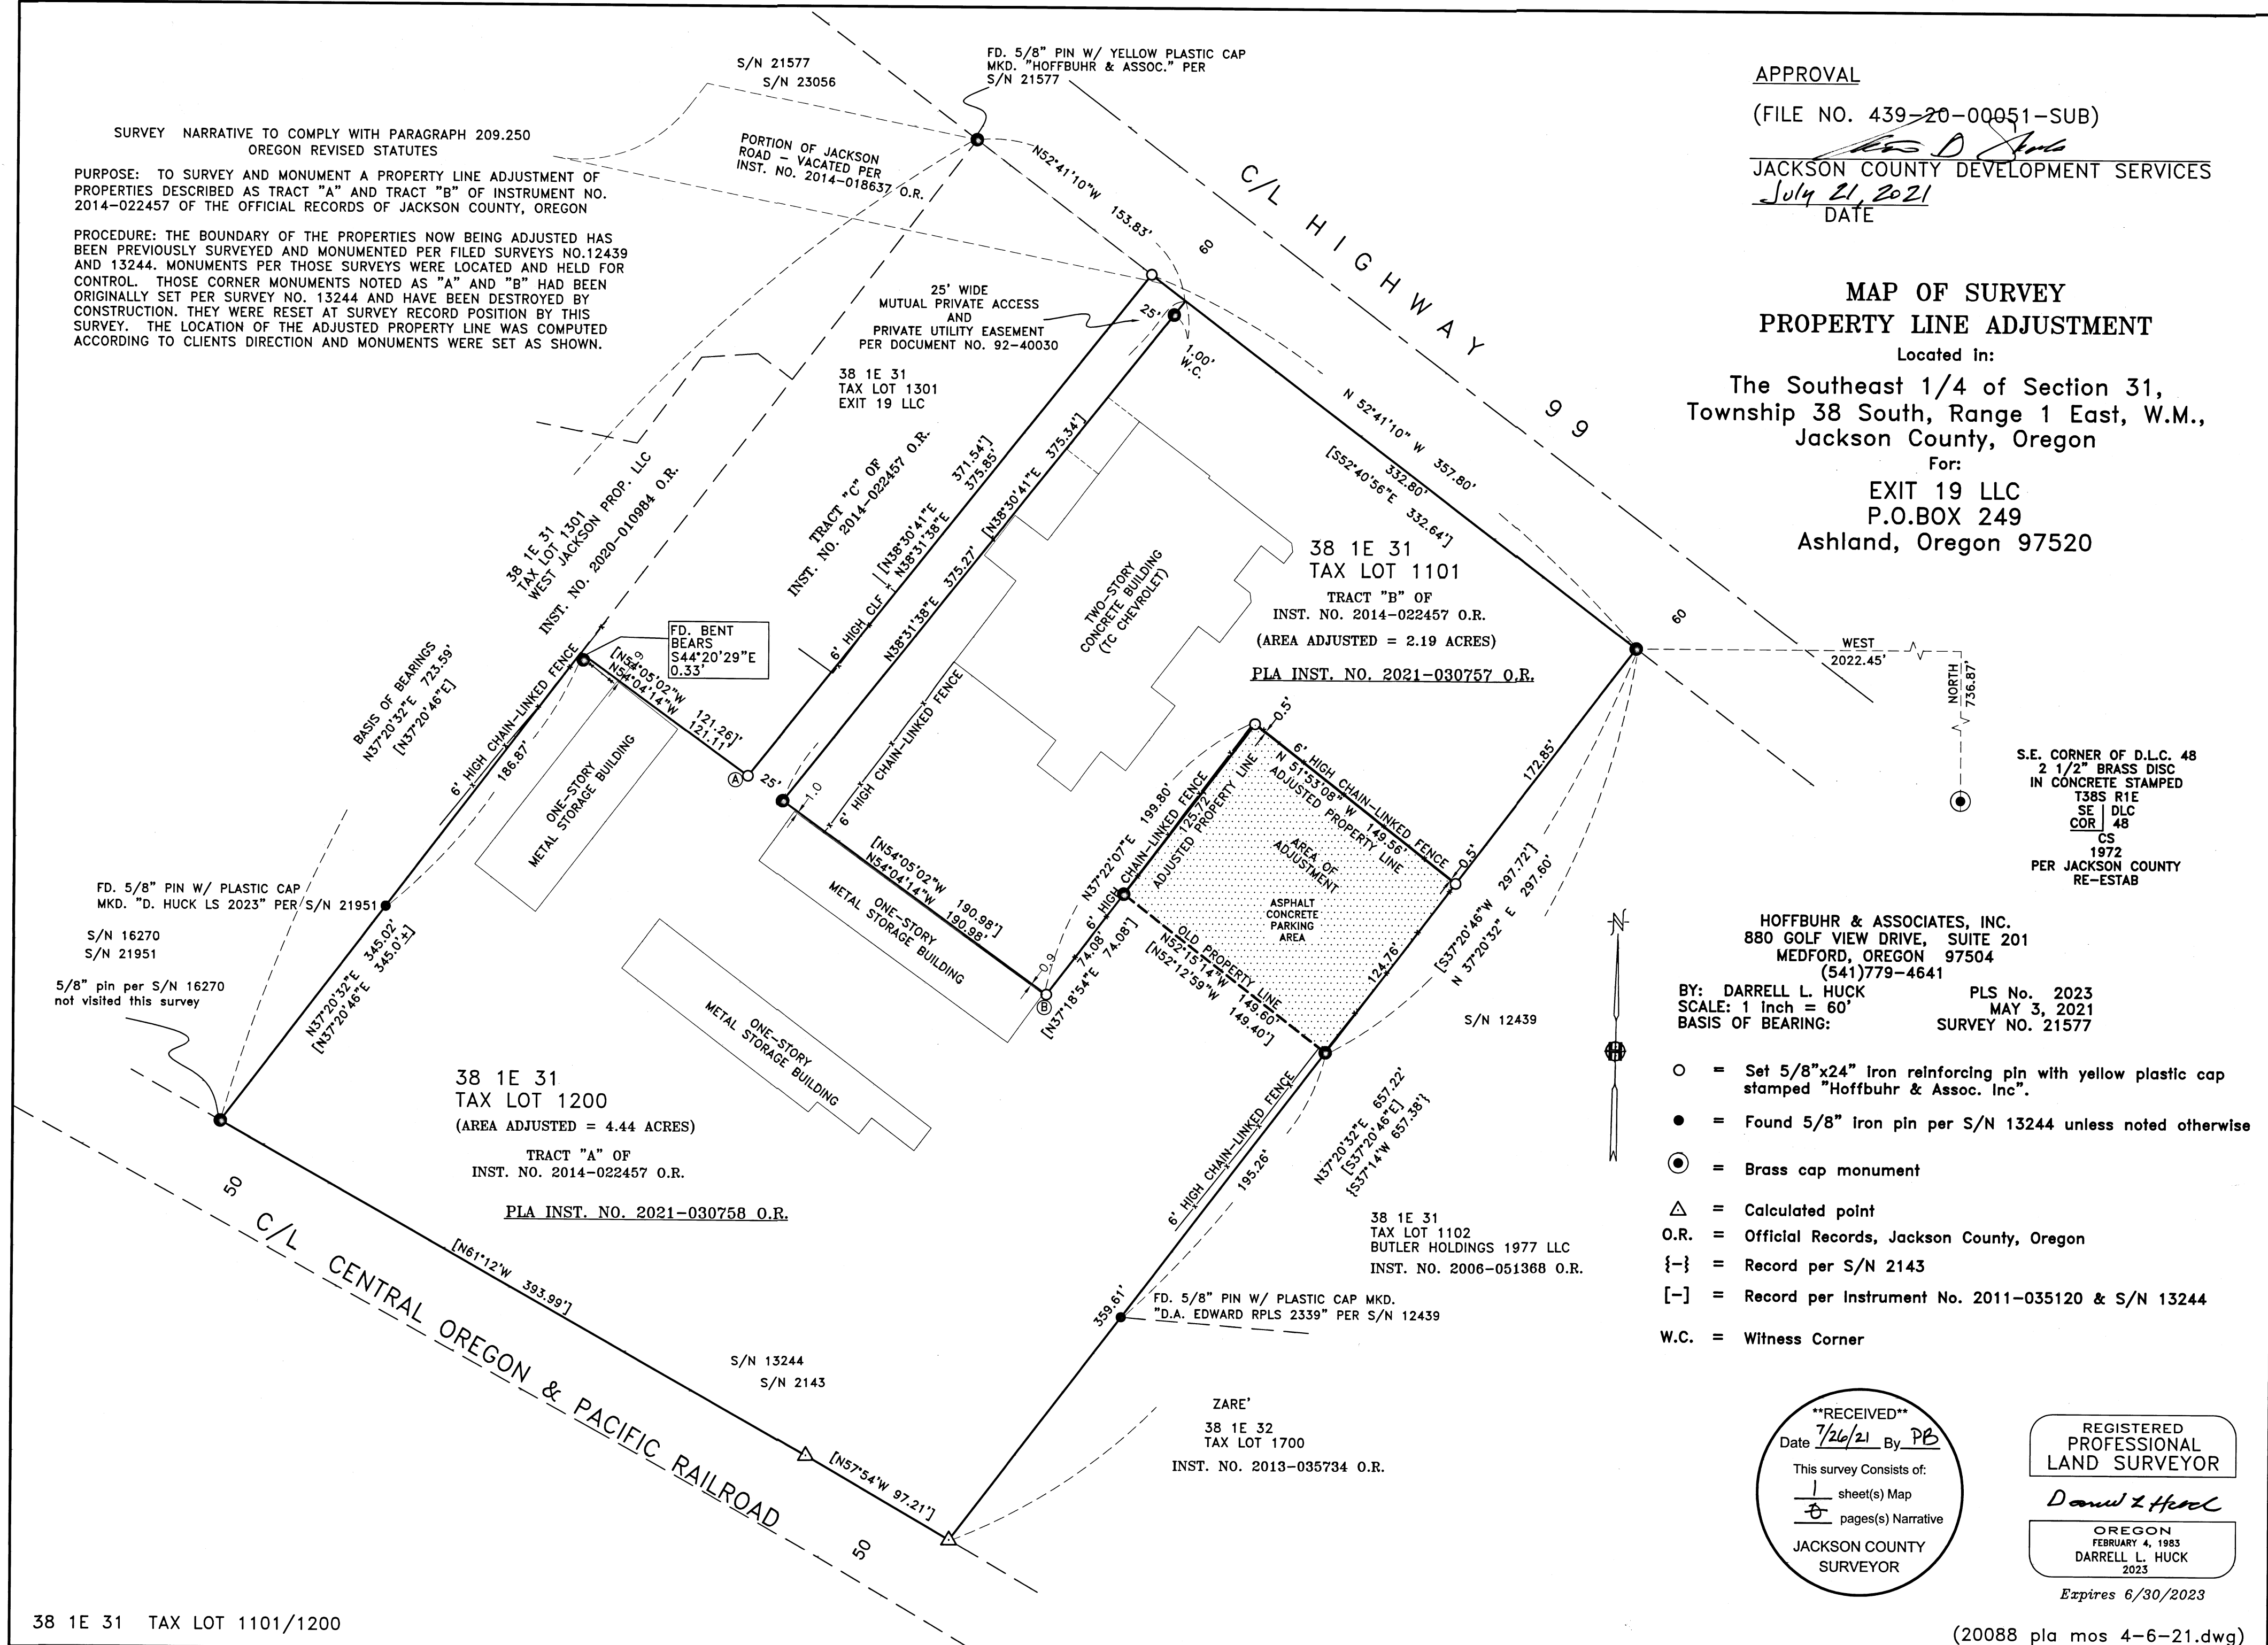 SURVEY NARRATIVE TO COMPLY WITH PARAGRAPH 209.250
OREGON REVISED STATUTES
PURPOSE: TO SURVEY AND MONUMENT A PROPERTY LINE ADJUSTMENT OF
PROPERTIES DESCRIBED AS TRACT "A" AND TRACT "B" OF INSTRUMENT NO.
2014-022457 OF THE OFFICIAL RECORDS OF JACKSON COUNTY, OREGON
PROCEDURE: THE BOUNDARY OF THE PROPERTIES NOW BEING ADJUSTED HAS
BEEN PREVIOUSLY SURVEYED AND MONUMENTED PER FILED SURVEYS NO.12439
AND 13244. MONUMENTS PER THOSE SURVEYS WERE LOCATED AND HELD FOR
CONTROL. THOSE CORNER MONUMENTS NOTED AS "A" AND "B" HAD BEEN
ORIGINALLY SET PER SURVEY NO. 13244 AND HAVE BEEN DESTROYED BY
CONSTRUCTION. THEY WERE RESET AT SURVEY RECORD POSITION BY THIS
SURVEY. THE LOCATION OF THE ADJUSTED PROPERTY LINE WAS COMPUTED
ACCORDING TO CLIENTS DIRECTION AND MONUMENTS WERE SET AS SHOWN.
S/N 21577
S/N 23056
FD. 5/8" PIN W/ YELLOW PLASTIC CAP
MKD. "HOFFBUHR & ASSOC." PER
S/N 21577
PORTION OF JACKSON
ROAD - VACATED PER
INST. NO. 2014-018637 O.R.
N52°41'10"W 153.83'
60
C/L HIGHWAY 99
25' WIDE
MUTUAL PRIVATE ACCESS
AND
PRIVATE UTILITY EASEMENT
PER DOCUMENT NO. 92-40030
25'
1.00'
W.C.
38 1E 31
TAX LOT 1301
EXIT 19 LLC
N 52°41'10" W 357.80'
332.80'
[S52°40'56"E 332.64']
60
38 1E 31
TAX LOT 1301
WEST JACKSON PROP. LLC
INST. NO. 2020-010984 O.R.
TRACT "C" OF
INST. NO. 2014-022457 O.R.
[N38°30'41"E 371.54']
N38°31'38"E 375.85'
6' HIGH CLF
N38°31'38"E 375.27'
[N38°30'41"E 375.34']
TWO-STORY
CONCRETE BUILDING
(TC CHEVROLET)
38 1E 31
TAX LOT 1101
TRACT "B" OF
INST. NO. 2014-022457 O.R.
(AREA ADJUSTED = 2.19 ACRES)
PLA INST. NO. 2021-030757 O.R.
WEST
2022.45'
NORTH
736.87'
S.E. CORNER OF D.L.C. 48
2 1/2" BRASS DISC
IN CONCRETE STAMPED
T38S R1E
SE | DLC
COR | 48
CS
1972
PER JACKSON COUNTY
RE-ESTAB
BASIS OF BEARINGS
N37°20'32"E 723.59'
[N37°20'46"E]
6' HIGH CHAIN-LINKED FENCE
186.87'
FD. BENT
BEARS
S44°20'29"E
0.33'
[N54°05'02"W 121.26]'
N54°04'14"W 121.11'
A
25'
1.0
ONE-STORY
METAL STORAGE BUILDING
6' HIGH CHAIN-LINKED FENCE
[N54°05'02"W 190.98']
N54°04'14"W 190.98'
ONE-STORY
METAL STORAGE BUILDING
0.9
B
N37°22'07"E 199.80'
6' HIGH CHAIN-LINKED FENCE
125.72'
ADJUSTED PROPERTY LINE
74.08'
[N37°18'54"E 74.08']
0.5'
6' HIGH CHAIN-LINKED FENCE
N 51°53'08" W 149.56'
ADJUSTED PROPERTY LINE
AREA OF
ADJUSTMENT
ASPHALT
CONCRETE
PARKING
AREA
0.5'
172.85'
124.76'
OLD PROPERTY LINE
N52°15'14"W 149.60'
[N52°12'59"W 149.40']
[S37°20'46"W 297.72']
N 37°20'32" E 297.60'
S/N 12439
FD. 5/8" PIN W/ PLASTIC CAP
MKD. "D. HUCK LS 2023" PER S/N 21951
S/N 16270
S/N 21951
5/8" pin per S/N 16270
not visited this survey
N37°20'32"E 345.02'
[N37°20'46"E 345.0'±]
ONE-STORY
METAL STORAGE BUILDING
38 1E 31
TAX LOT 1200
(AREA ADJUSTED = 4.44 ACRES)
TRACT "A" OF
INST. NO. 2014-022457 O.R.
PLA INST. NO. 2021-030758 O.R.
6' HIGH CHAIN-LINKED FENCE
195.26'
N37°20'32"E 657.22'
[S37°20'46"E]
{S37°14'W 657.38'}
38 1E 31
TAX LOT 1102
BUTLER HOLDINGS 1977 LLC
INST. NO. 2006-051368 O.R.
FD. 5/8" PIN W/ PLASTIC CAP MKD.
"D.A. EDWARD RPLS 2339" PER S/N 12439
359.61'
50
C/L CENTRAL OREGON & PACIFIC RAILROAD
[N61°12'W 393.99']
S/N 13244
S/N 2143
[N57°54'W 97.21']
50
ZARE'
38 1E 32
TAX LOT 1700
INST. NO. 2013-035734 O.R.
38 1E 31 TAX LOT 1101/1200
APPROVAL
(FILE NO. 439-20-00051-SUB)
JACKSON COUNTY DEVELOPMENT SERVICES
July 21, 2021
DATE
MAP OF SURVEY
PROPERTY LINE ADJUSTMENT
Located in:
The Southeast 1/4 of Section 31,
Township 38 South, Range 1 East, W.M.,
Jackson County, Oregon
For:
EXIT 19 LLC
P.O.BOX 249
Ashland, Oregon 97520
N
H
HOFFBUHR & ASSOCIATES, INC.
880 GOLF VIEW DRIVE, SUITE 201
MEDFORD, OREGON 97504
(541)779-4641
BY: DARRELL L. HUCK PLS No. 2023
SCALE: 1 inch = 60' MAY 3, 2021
BASIS OF BEARING: SURVEY NO. 21577
= Set 5/8"x24" iron reinforcing pin with yellow plastic cap
stamped "Hoffbuhr & Assoc. Inc".
= Found 5/8" iron pin per S/N 13244 unless noted otherwise
= Brass cap monument
= Calculated point
O.R. = Official Records, Jackson County, Oregon
{-} = Record per S/N 2143
[-] = Record per Instrument No. 2011-035120 & S/N 13244
W.C. = Witness Corner
**RECEIVED**
Date 7/26/21 By PB
This survey Consists of:
1 sheet(s) Map
0 pages(s) Narrative
JACKSON COUNTY
SURVEYOR
REGISTERED
PROFESSIONAL
LAND SURVEYOR
OREGON
FEBRUARY 4, 1983
DARRELL L. HUCK
2023
Expires 6/30/2023
(20088 pla mos 4-6-21.dwg)